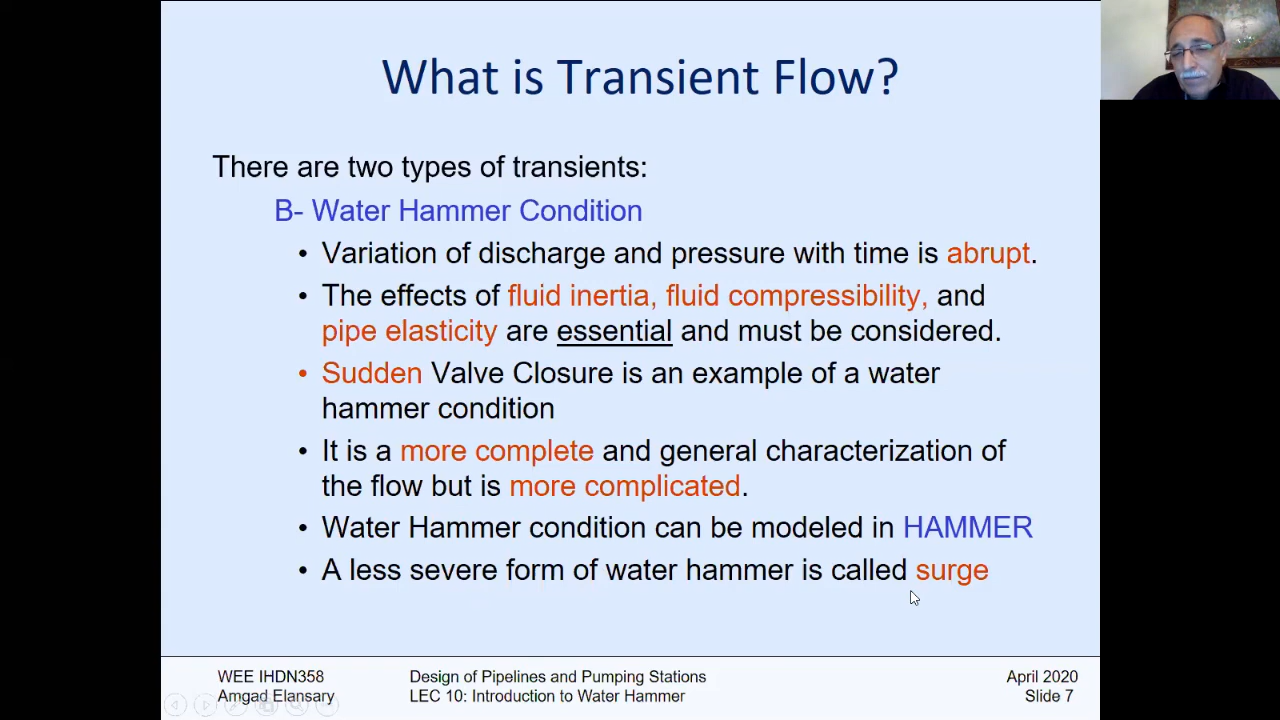 What is Transient Flow?
There are two types of transients:
B- Water Hammer Condition
• Variation of discharge and pressure with time is abrupt.
• The effects of fluid inertia, fluid compressibility, and
pipe elasticity are essential and must be considered.
• Sudden Valve Closure is an example of a water
hammer condition
• It is a more complete and general characterization of
the flow but is more complicated.
• Water Hammer condition can be modeled in HAMMER
• A less severe form of water hammer is called surge
WEE IHDN358
Amgad Elansary
Design of Pipelines and Pumping Stations
LEC 10: Introduction to Water Hammer
April 2020
Slide 7